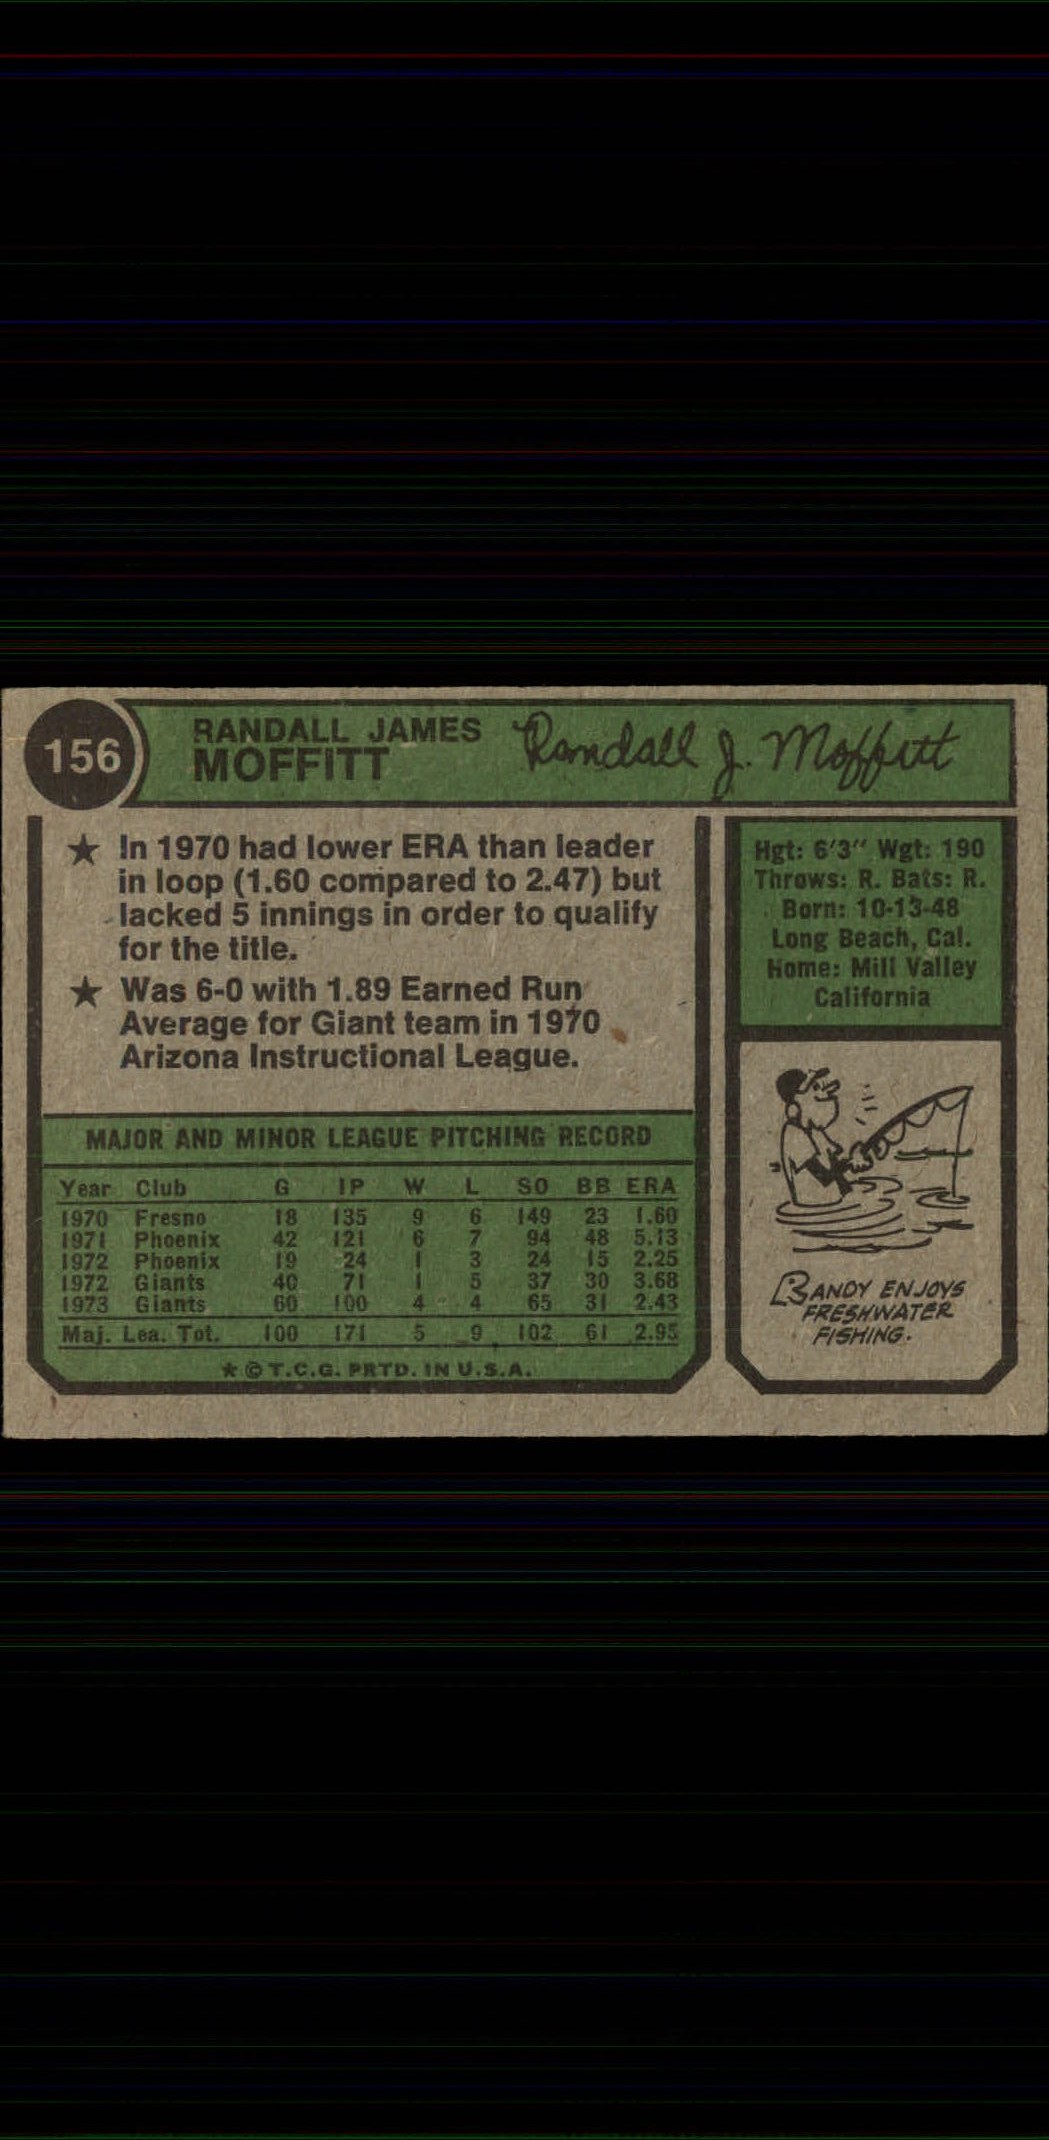 156
RANDALL JAMES
MOFFITT
Randall J. Moffitt
★ In 1970 had lower ERA than leader
in loop (1.60 compared to 2.47) but
lacked 5 innings in order to qualify
for the title.
★ Was 6-0 with 1.89 Earned Run
Average for Giant team in 1970
Arizona Instructional League.
MAJOR AND MINOR LEAGUE PITCHING RECORD
Year Club G IP W L SO BB ERA
1970 Fresno 18 135 9 6 149 23 1.60
1971 Phoenix 42 121 6 7 94 48 5.13
1972 Phoenix 19 24 1 3 24 15 2.25
1972 Giants 40 71 1 5 37 30 3.68
1973 Giants 60 100 4 4 65 31 2.43
Maj. Lea. Tot. 100 171 5 9 102 61 2.95
★ © T.C.G. PRTD. IN U.S.A.
Hgt: 6'3" Wgt: 190
Throws: R. Bats: R.
Born: 10-13-48
Long Beach, Cal.
Home: Mill Valley
California
RANDY ENJOYS
FRESHWATER
FISHING.